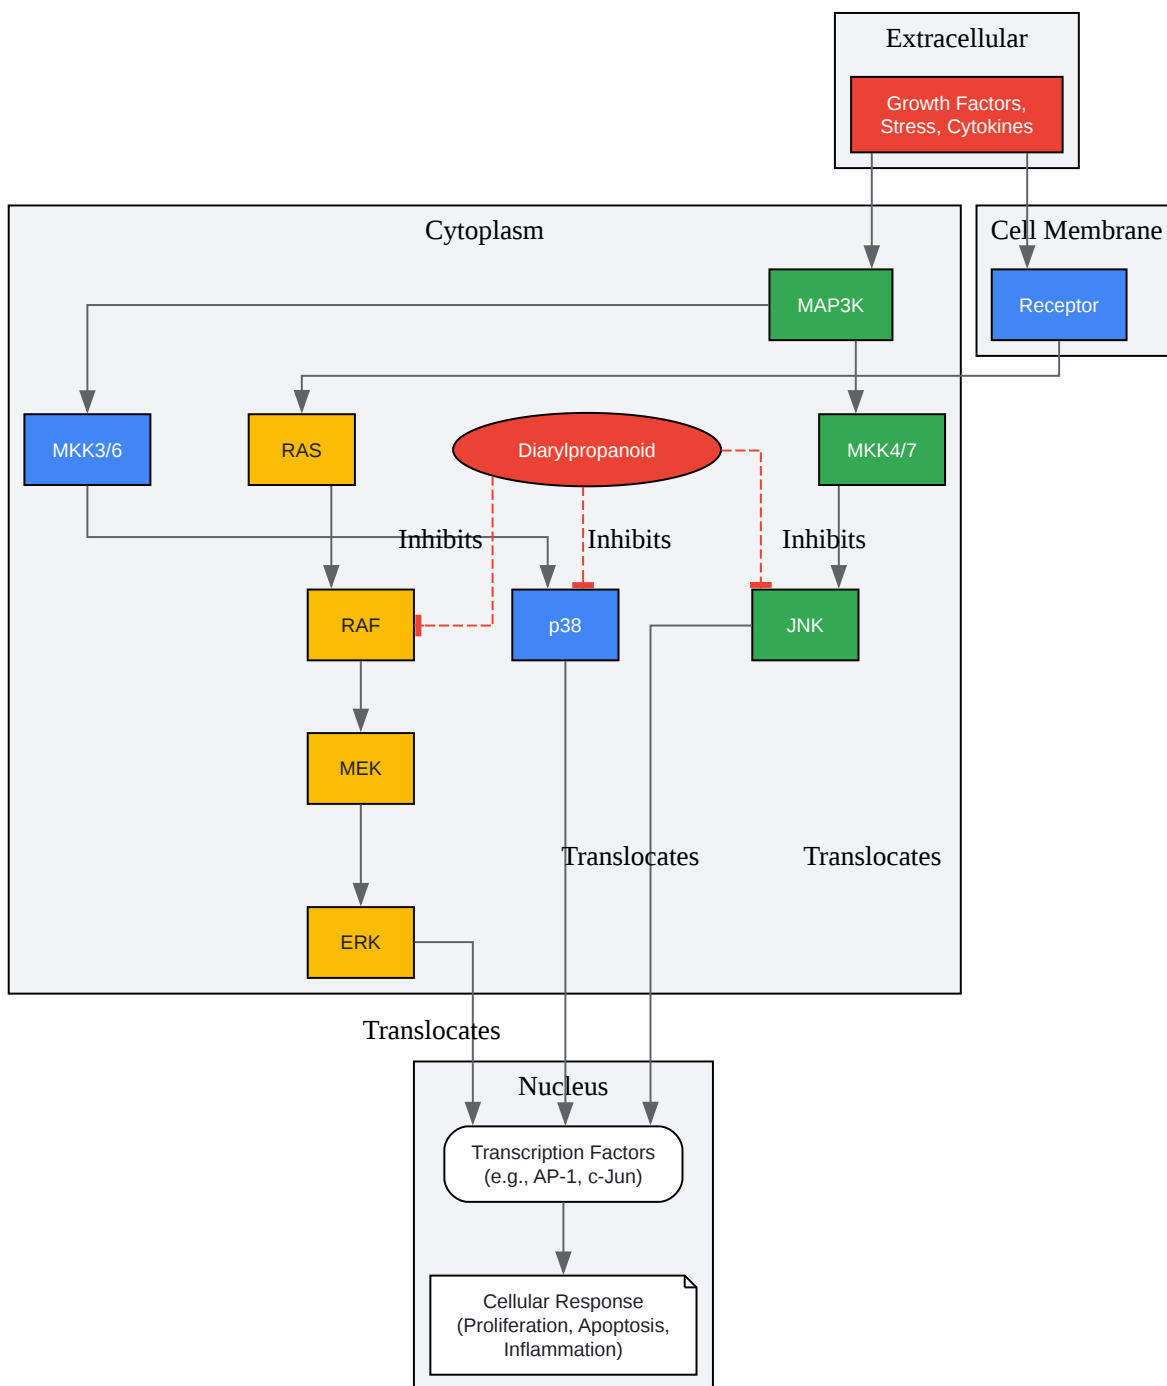 Extracellular
Growth Factors,
Stress, Cytokines
Cytoplasm
Cell Membrane
MAP3K
Receptor
MKK3/6
RAS
Diarylpropanoid
MKK4/7
Inhibits
Inhibits
Inhibits
RAF
p38
JNK
MEK
Translocates
Translocates
ERK
Translocates
Nucleus
Transcription Factors
(e.g., AP-1, c-Jun)
Cellular Response
(Proliferation, Apoptosis,
Inflammation)